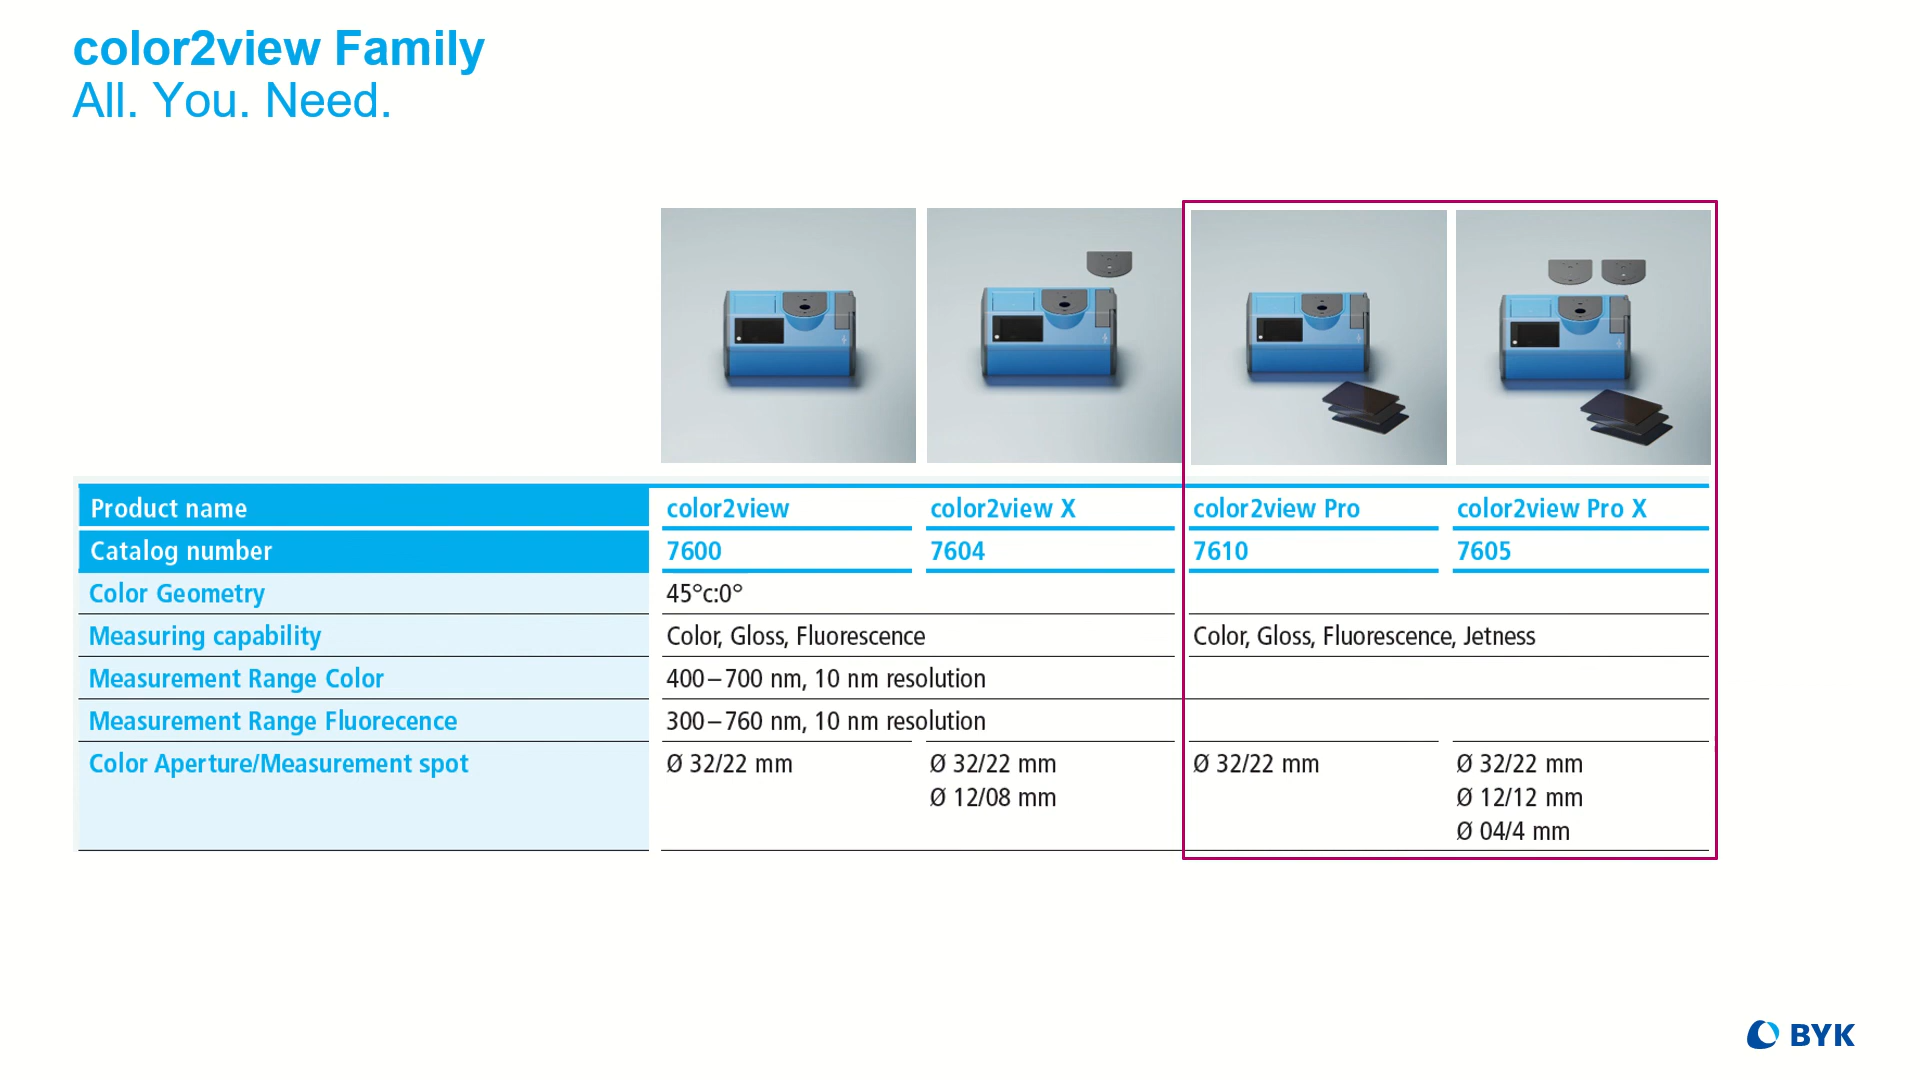 color2view Family
All. You. Need.
Product name color2view color2view X color2view Pro color2view Pro X
Catalog number 7600 7604 7610 7605
Color Geometry 45°c:0°
Measuring capability Color, Gloss, Fluorescence Color, Gloss, Fluorescence, Jetness
Measurement Range Color 400–700 nm, 10 nm resolution
Measurement Range Fluorecence 300–760 nm, 10 nm resolution
Color Aperture/Measurement spot Ø 32/22 mm Ø 32/22 mm Ø 32/22 mm Ø 32/22 mm
Ø 12/08 mm Ø 12/12 mm
Ø 04/4 mm
BYK